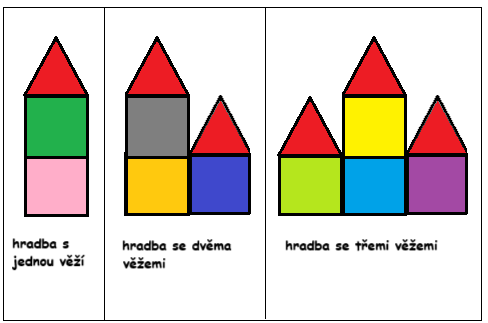 hradba s
jednou věží
hradba se dvěma
věžemi
hradba se třemi věžemi